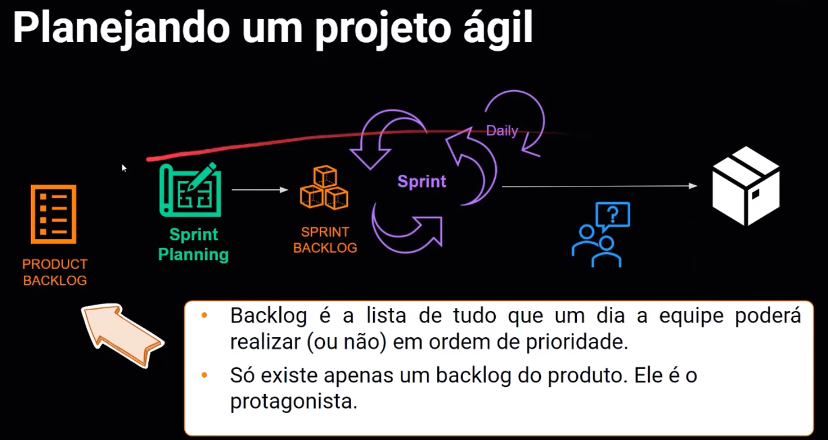 Planejando um projeto ágil
Daily
Sprint
Sprint
Planning
SPRINT
BACKLOG
PRODUCT
BACKLOG
?
• Backlog é a lista de tudo que um dia a equipe poderá
realizar (ou não) em ordem de prioridade.
• Só existe apenas um backlog do produto. Ele é o
protagonista.